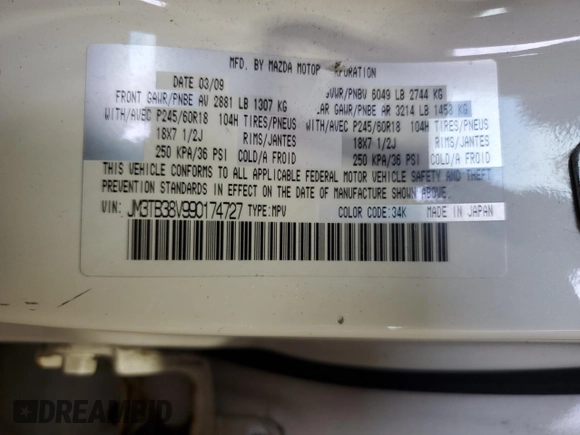 MFD. BY MAZDA MOTOR
DATE 03/09
GVWR/PNBV 6049 LB 2744 KG
FRONT GAWR/PNBE AV 2881 LB 1307 KG
GAWR/PNBE AR 3214 LB 1458 KG
WITH/AVEC P245/60R18 104H TIRES/PNEUS
WITH/AVEC P245/60R18 104H TIRES/PNEUS
18X7 1/2J RIMS/JANTES
18X7 1/2J RIMS/JANTES
250 KPA/36 PSI COLD/A FROID
250 KPA/36 PSI COLD/A FROID
THIS VEHICLE CONFORMS TO ALL APPLICABLE FEDERAL MOTOR VEHICLE SAFETY AND THEFT
PREVENTION STANDARDS IN EFFECT ON THE DATE OF MANUFACTURE SHOWN ABOVE.
VIN: JM3TB38V990174727 TYPE:MPV COLOR CODE:34K MADE IN JAPAN
DREAMBID